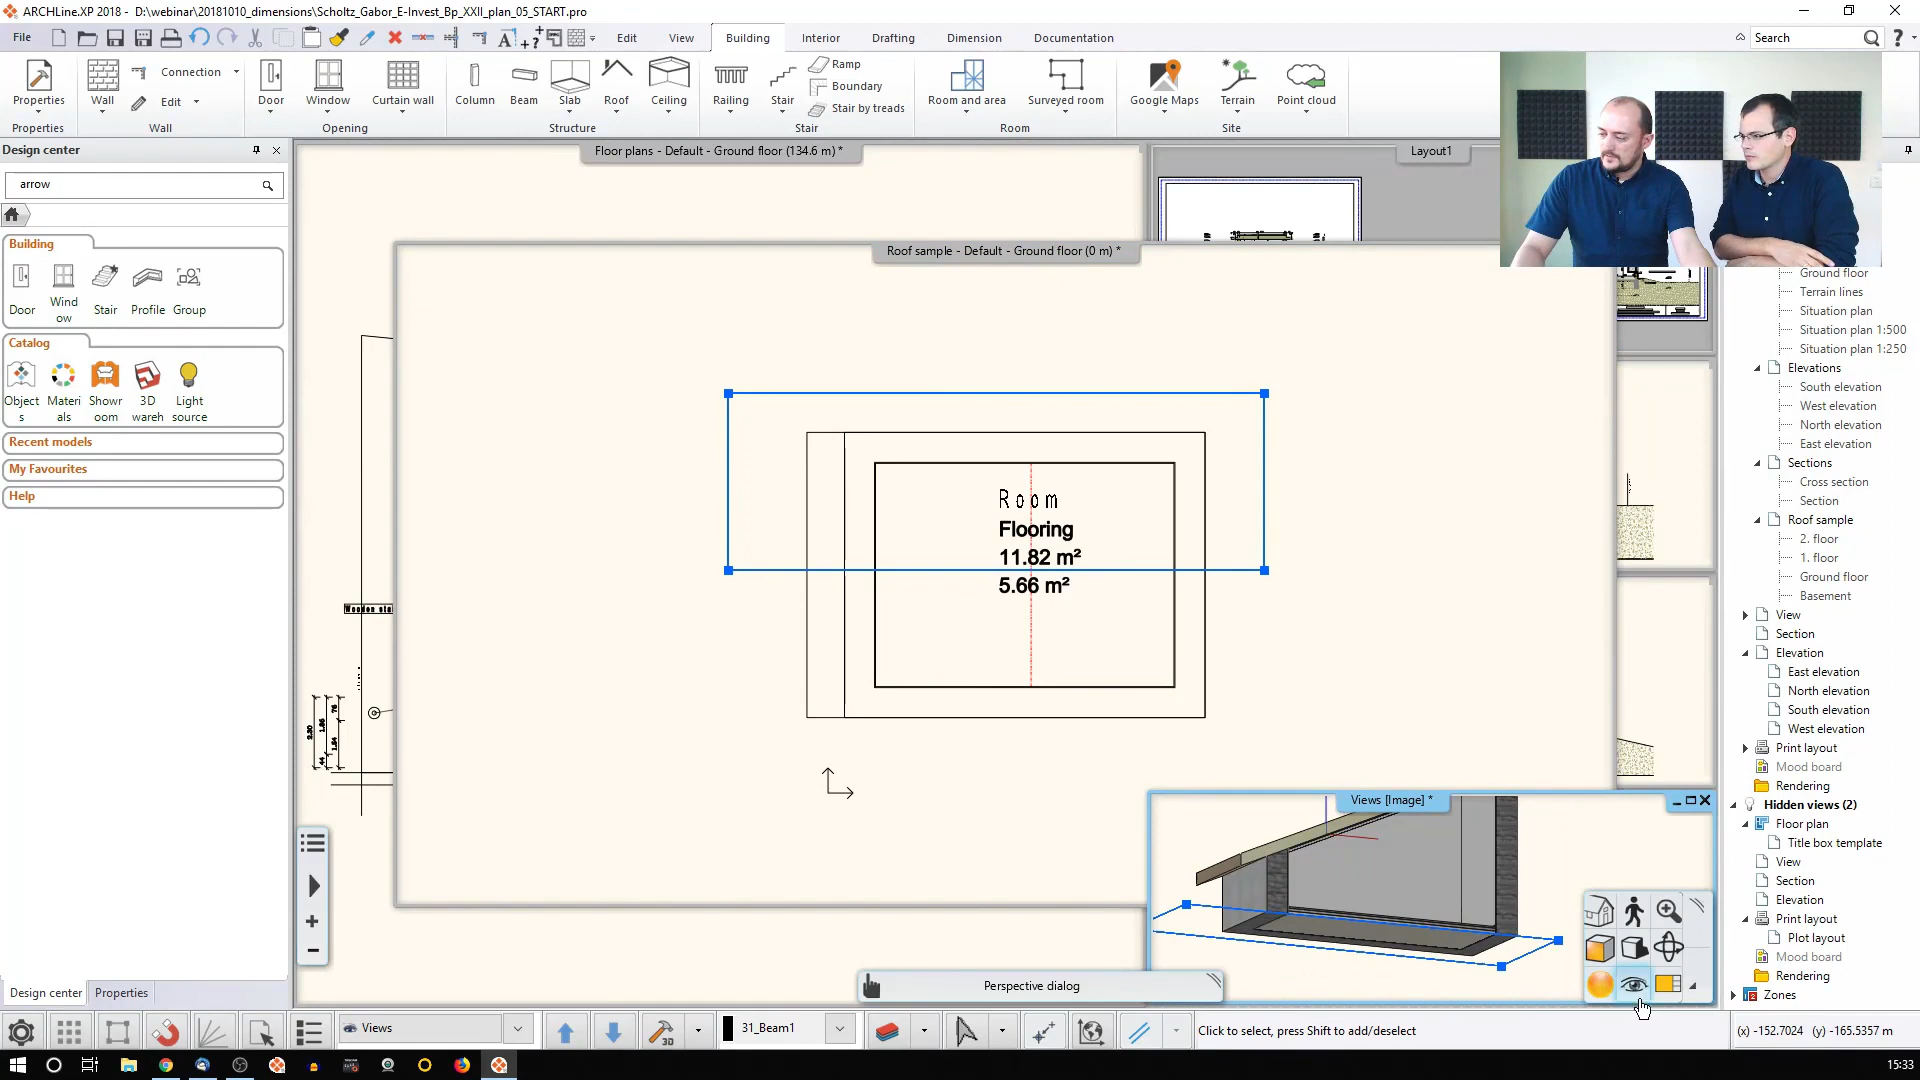 ARCHLine.XP 2018 - D:\webinar\20181010_dimensions\Scholtz_Gabor_E-Invest_Bp_XXII_plan_05_START.pro
File
Edit
View
Building
Interior
Drafting
Dimension
Documentation
Search
Properties
Wall
Connection
Edit
Door
Window
Curtain wall
Column
Beam
Slab
Roof
Ceiling
Railing
Stair
Ramp
Boundary
Stair by treads
Room and area
Surveyed room
Google Maps
Terrain
Point cloud
Properties
Wall
Opening
Structure
Stair
Room
Site
Design center
arrow
Building
Door
Wind
ow
Stair
Profile
Group
Catalog
Object
s
Materi
als
Showr
oom
3D
wareh
Light
source
Recent models
My Favourites
Help
Design center
Properties
Floor plans - Default - Ground floor (134.6 m) *
Layout1
Roof sample - Default - Ground floor (0 m) *
Room
Flooring
11.82 m²
5.66 m²
Views [Image] *
Perspective dialog
Ground floor
Terrain lines
Situation plan
Situation plan 1:500
Situation plan 1:250
Elevations
South elevation
West elevation
North elevation
East elevation
Sections
Cross section
Section
Roof sample
2. floor
1. floor
Ground floor
Basement
View
Section
Elevation
East elevation
North elevation
South elevation
West elevation
Print layout
Mood board
Rendering
Hidden views (2)
Floor plan
Title box template
View
Section
Elevation
Print layout
Plot layout
Mood board
Rendering
Zones
Views
31_Beam1
Click to select, press Shift to add/deselect
(x) -152.7024 (y) -165.5357 m
15:33